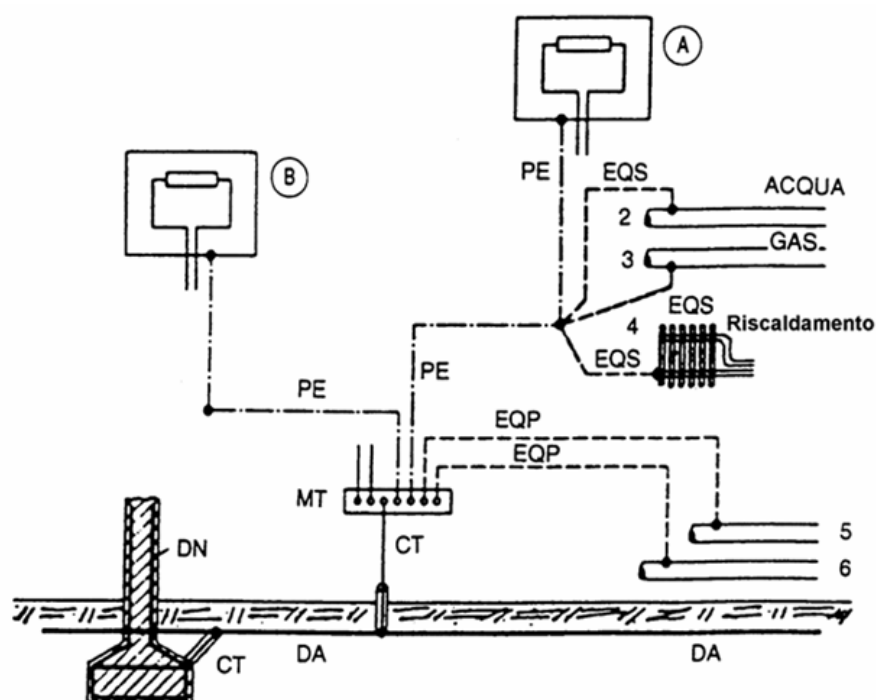 A
B
PE
EQS
ACQUA
2
GAS
3
EQS
4
Riscaldamento
EQS
PE
PE
EQP
EQP
MT
5
CT
DN
6
CT
DA
DA